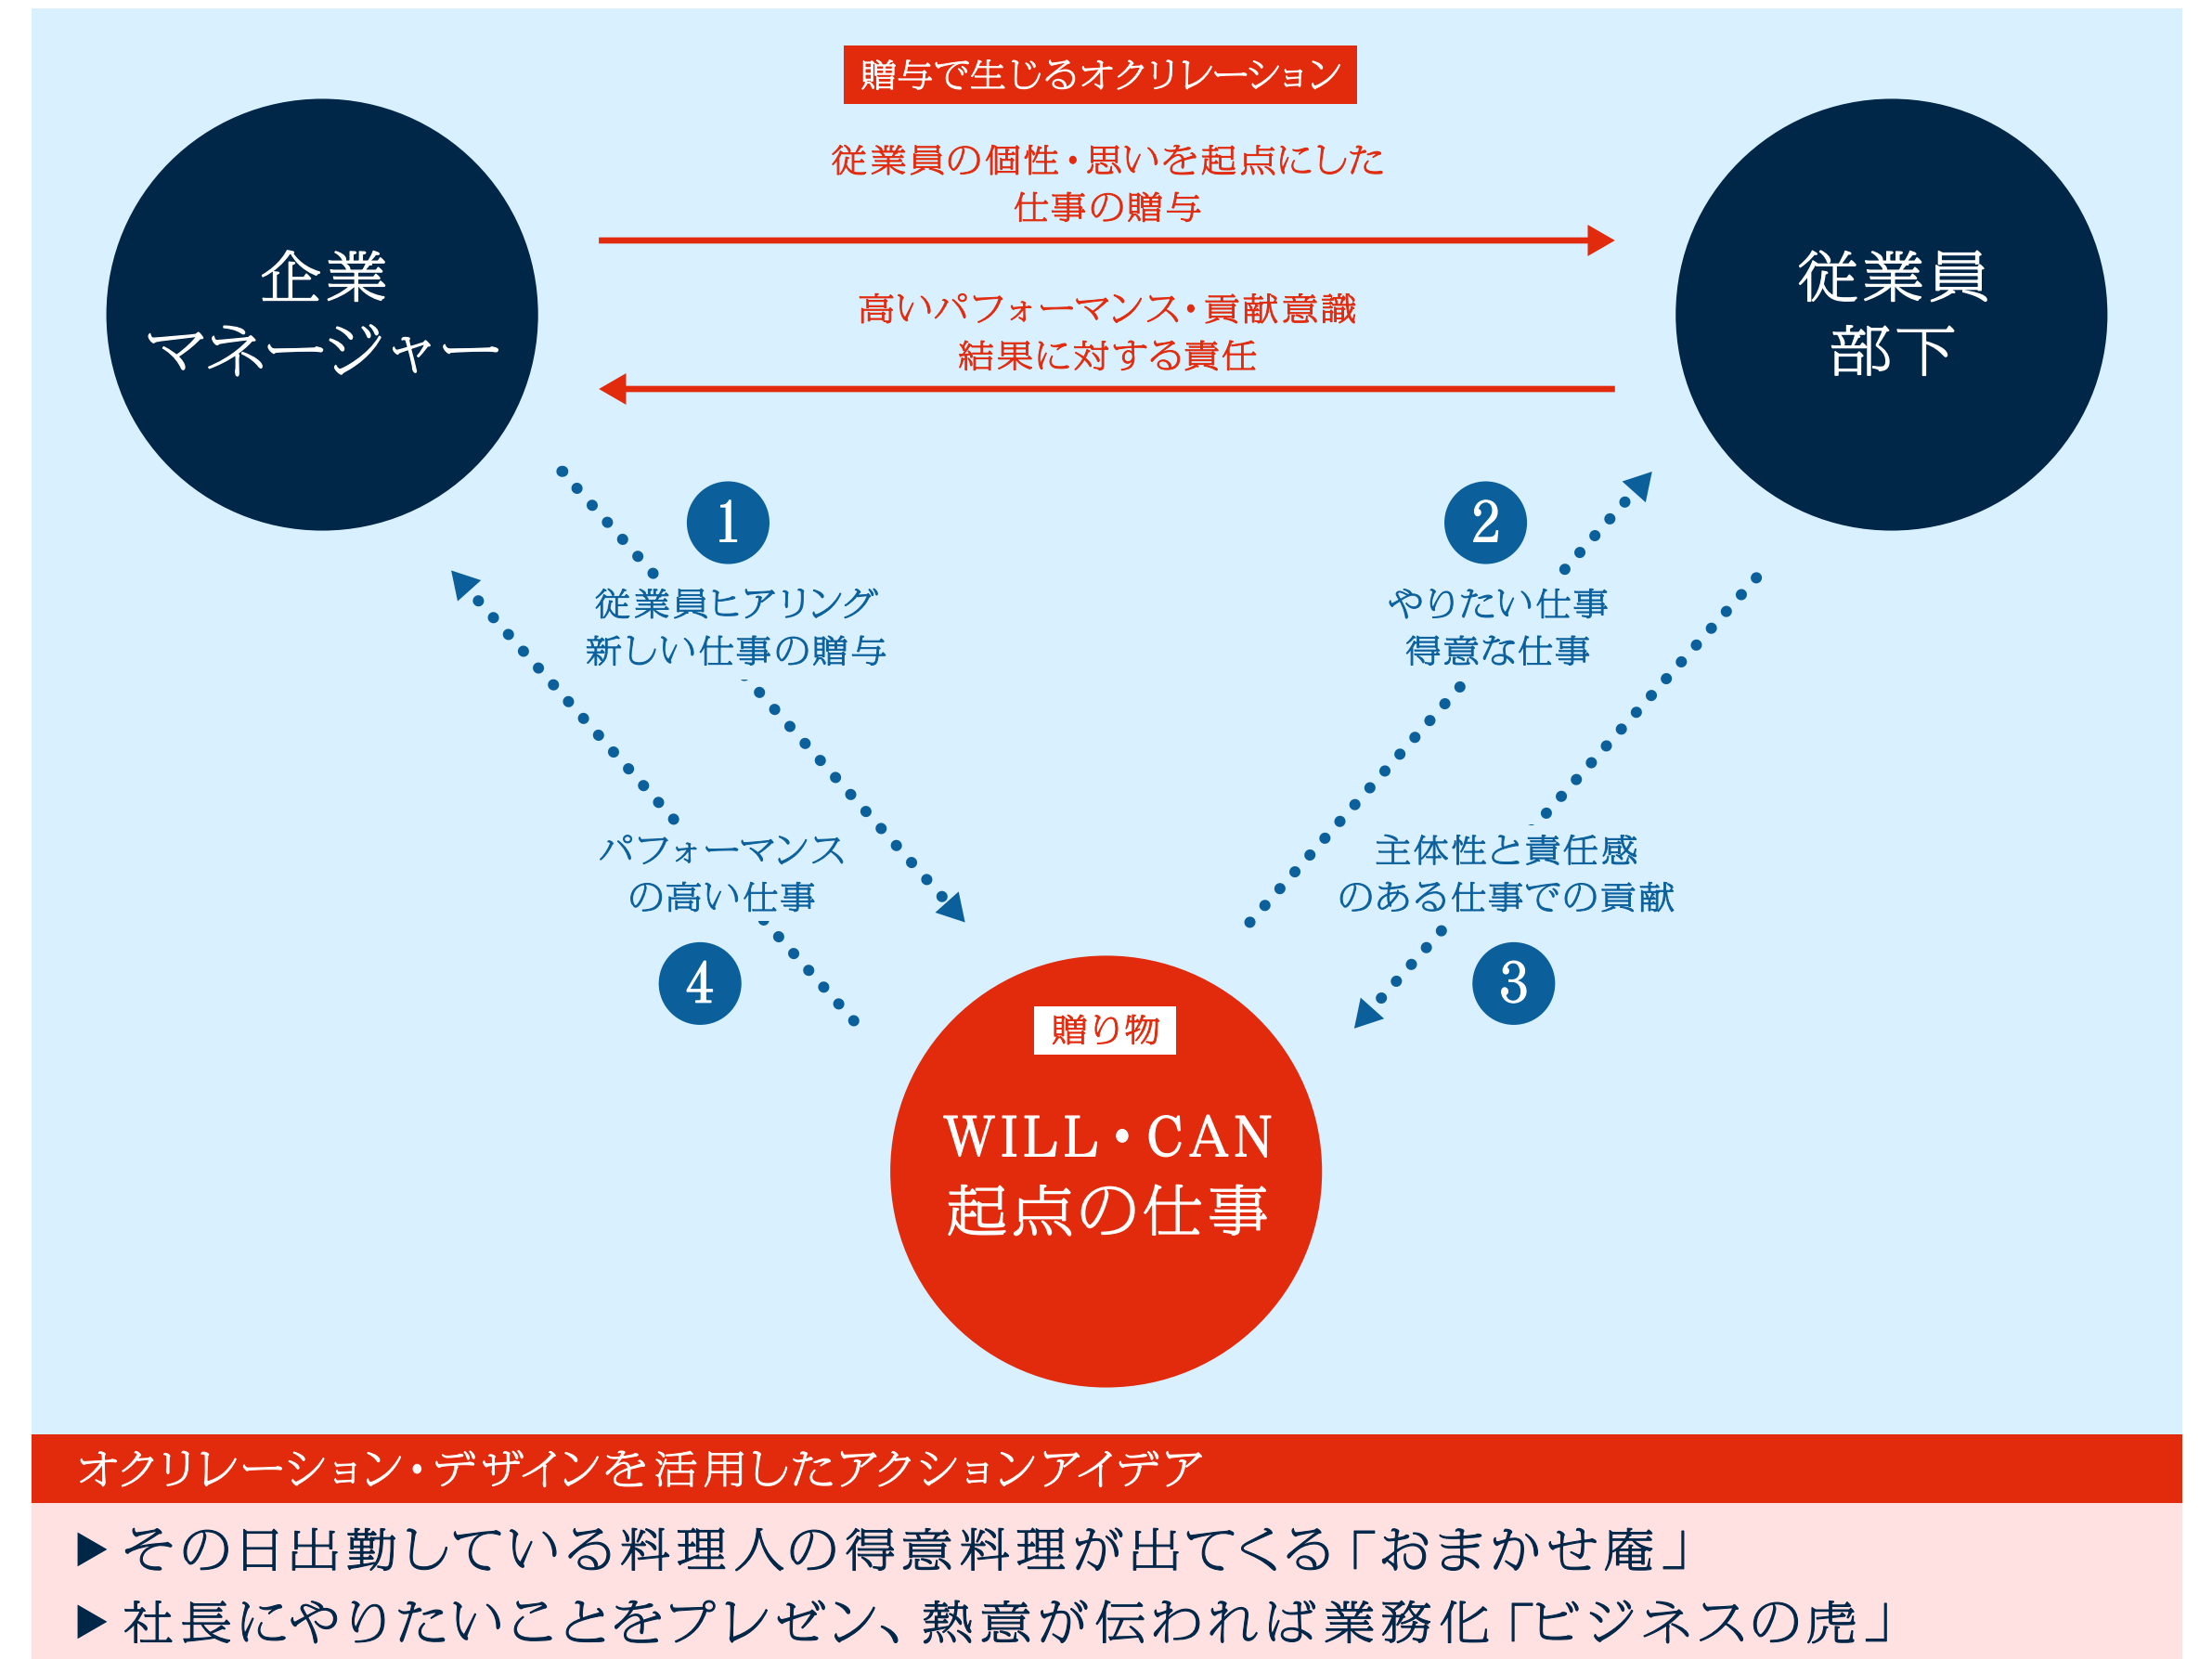 贈与で生じるオクリレーション
従業員の個性・思いを起点にした
仕事の贈与
企業
マネージャー
従業員
部下
高いパフォーマンス・貢献意識
結果に対する責任
1
従業員ヒアリング
新しい仕事の贈与
2
やりたい仕事
得意な仕事
パフォーマンス
の高い仕事
4
主体性と責任感
のある仕事での貢献
3
贈り物
WILL・CAN
起点の仕事
オクリレーション・デザインを活用したアクションアイデア
▶その日出勤している料理人の得意料理が出てくる「おまかせ庵」
▶社長にやりたいことをプレゼン、熱意が伝われば業務化「ビジネスの虎」